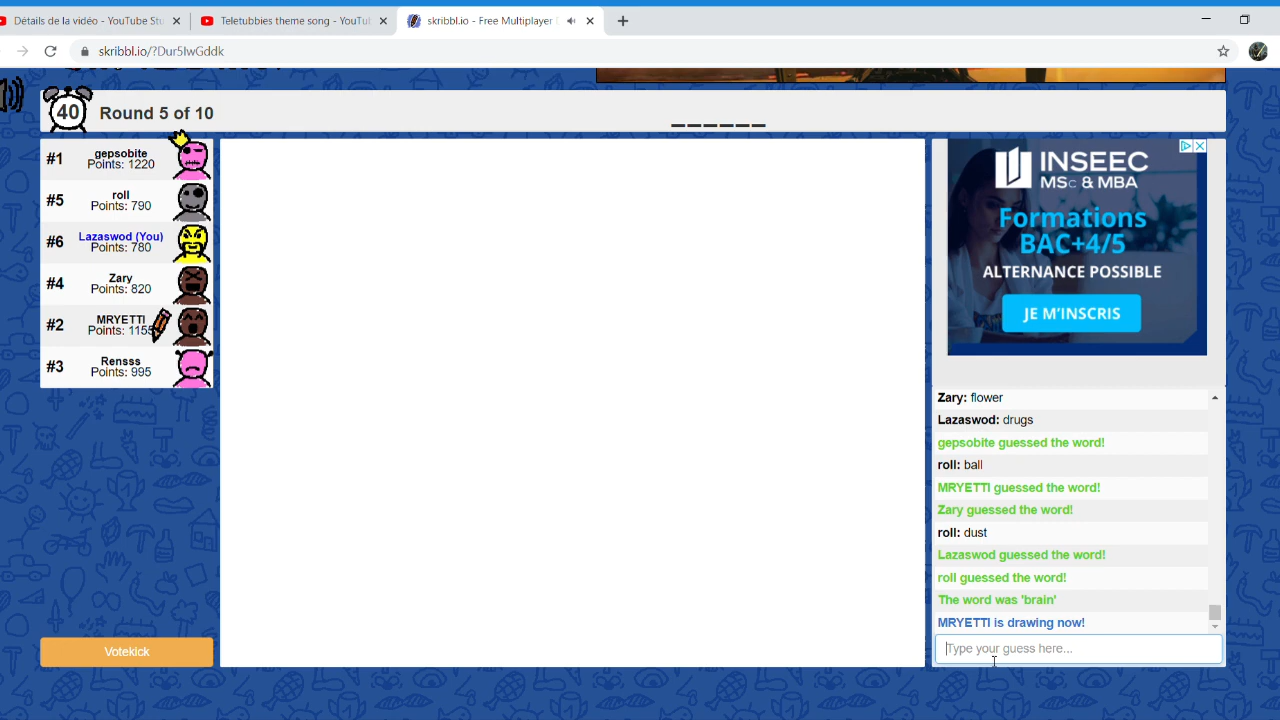 Détails de la vidéo - YouTube Stu
Teletubbies theme song - YouTub
skribbl.io - Free Multiplayer
skribbl.io/?Dur5IwGddk
40
Round 5 of 10
______
#1
gepsobite
Points: 1220
#5
roll
Points: 790
#6
Lazaswod (You)
Points: 780
#4
Zary
Points: 820
#2
MRYETTI
Points: 1155
#3
Rensss
Points: 995
Votekick
INSEEC
MSc & MBA
Formations
BAC+4/5
ALTERNANCE POSSIBLE
JE M'INSCRIS
Zary: flower
Lazaswod: drugs
gepsobite guessed the word!
roll: ball
MRYETTI guessed the word!
Zary guessed the word!
roll: dust
Lazaswod guessed the word!
roll guessed the word!
The word was 'brain'
MRYETTI is drawing now!
Type your guess here...